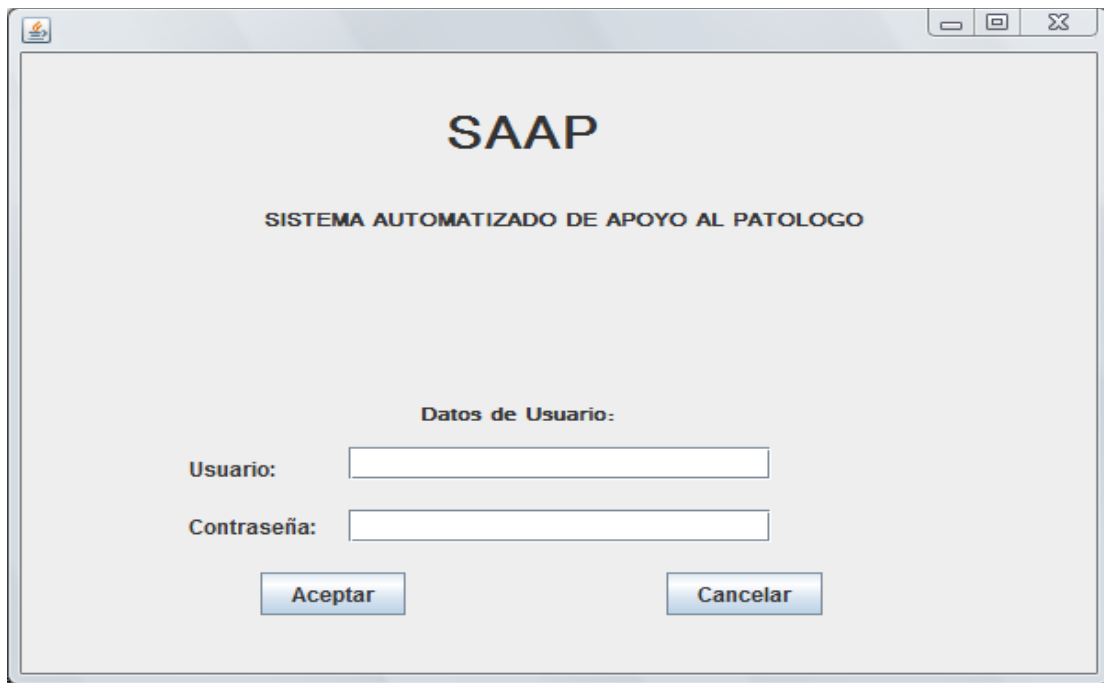 SAAP
SISTEMA AUTOMATIZADO DE APOYO AL PATOLOGO
Datos de Usuario:
Usuario:
Contraseña:
Aceptar Cancelar